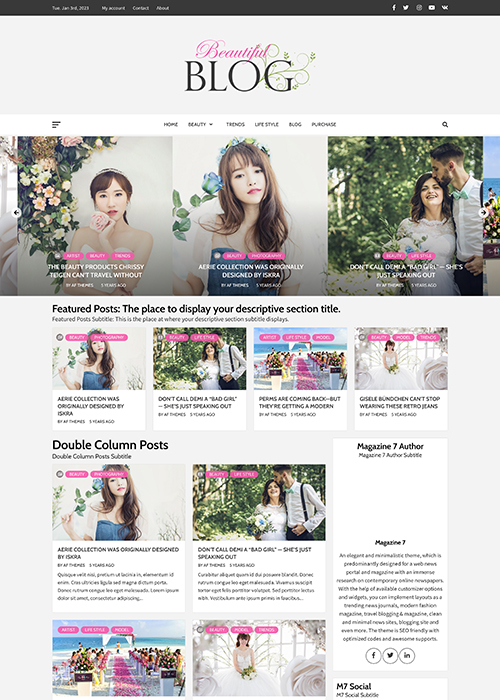 Tue. Jan 3rd, 2023 My account Contact About
Beautiful
BLOG
HOME BEAUTY TRENDS LIFE STYLE BLOG PURCHASE
ARTIST BEAUTY TRENDS
THE BEAUTY PRODUCTS CHRISSY
TEIGEN CAN'T TRAVEL WITHOUT
BY AF THEMES 5 YEARS AGO
BEAUTY PHOTOGRAPHY
AERIE COLLECTION WAS ORIGINALLY
DESIGNED BY ISKRA
BY AF THEMES 5 YEARS AGO
BEAUTY LIFE STYLE
DON'T CALL DEMI A "BAD GIRL" — SHE'S
JUST SPEAKING OUT
BY AF THEMES 5 YEARS AGO
Featured Posts: The place to display your descriptive section title.
Featured Posts Subtitle: This is the place at where your descriptive section subtitle displays.
BEAUTY PHOTOGRAPHY
AERIE COLLECTION WAS
ORIGINALLY DESIGNED BY
ISKRA
BY AF THEMES 5 YEARS AGO
BEAUTY LIFE STYLE
DON'T CALL DEMI A "BAD GIRL"
— SHE'S JUST SPEAKING OUT
BY AF THEMES 5 YEARS AGO
ARTIST LIFE STYLE MODEL
PERMS ARE COMING BACK—BUT
THEY'RE GETTING A MODERN
BY AF THEMES 5 YEARS AGO
BEAUTY MODEL TRENDS
GISELE BÜNDCHEN CAN'T STOP
WEARING THESE RETRO JEANS
BY AF THEMES 5 YEARS AGO
Double Column Posts
Double Column Posts Subtitle
BEAUTY PHOTOGRAPHY
AERIE COLLECTION WAS ORIGINALLY DESIGNED
BY ISKRA
BY AF THEMES 5 YEARS AGO
Quisque velit nisi, pretium ut lacinia in, elementum id
enim. Cras ultricies ligula sed magna dictum porta.
Donec rutrum congue leo eget malesuada. Lorem ipsum
dolor sit amet, consectetur adipiscing...
BEAUTY LIFE STYLE
DON'T CALL DEMI A "BAD GIRL" — SHE'S JUST
SPEAKING OUT
BY AF THEMES 5 YEARS AGO
Curabitur aliquet quam id dui posuere blandit. Donec
rutrum congue leo eget malesuada. Vivamus suscipit
tortor eget felis porttitor volutpat. Sed porttitor lectus
nibh. Vestibulum ante ipsum primis in faucibus...
ARTIST LIFE STYLE MODEL
BEAUTY MODEL TRENDS
Magazine 7 Author
Magazine 7 Author Subtitle
Magazine 7
An elegant and minimalistic theme, which is
predominantly designed for a web-news
portal and magazine with an immense
research on contemporary online newspapers.
With the help of available customizer options
and widgets, you can implement layouts as a
trending news journals, modern fashion
magazine, travel blogging & magazine, clean
and minimal news sites, blogging site and
even more. The theme is SEO friendly with
optimized codes and awesome supports.
M7 Social
M7 Social Subtitle